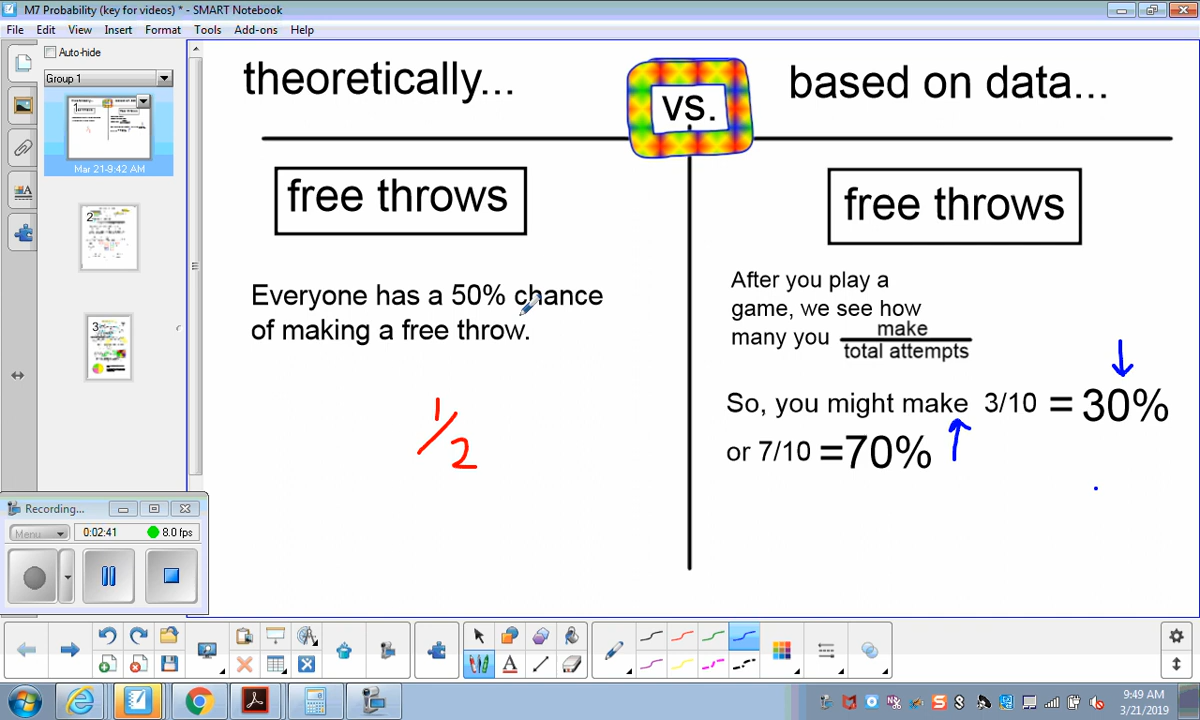 M7 Probability (key for videos) * - SMART Notebook
File Edit View Insert Format Tools Add-ons Help
Auto-hide
Group 1
1
Mar 21-9:42 AM
2
3
theoretically...
vs.
based on data...
free throws
Everyone has a 50% chance
of making a free throw.
1/2
free throws
After you play a
game, we see how
many you make
total attempts
So, you might make 3/10 = 30%
or 7/10 =70%
Recording...
Menu 0:02:41 8.0 fps
9:49 AM
3/21/2019